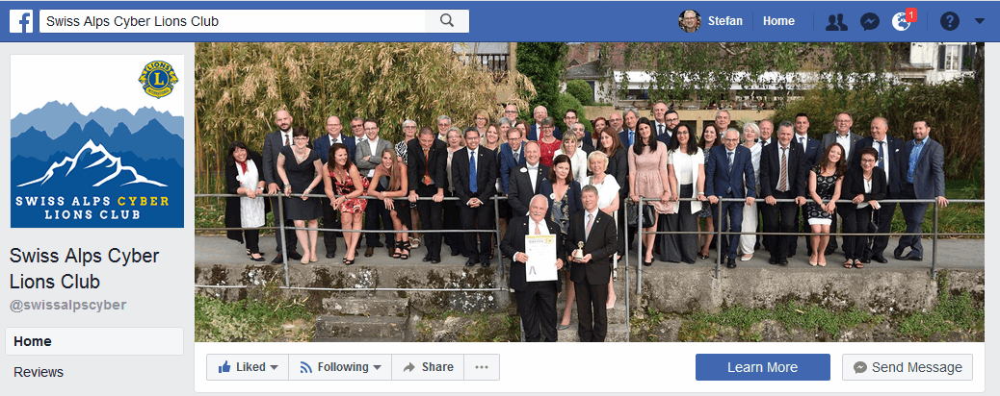 Swiss Alps Cyber Lions Club
Stefan
Home
1
LIONS
L
SWISS ALPS CYBER
LIONS CLUB
Swiss Alps Cyber
Lions Club
@swissalpscyber
Home
Reviews
Liked
Following
Share
Learn More
Send Message